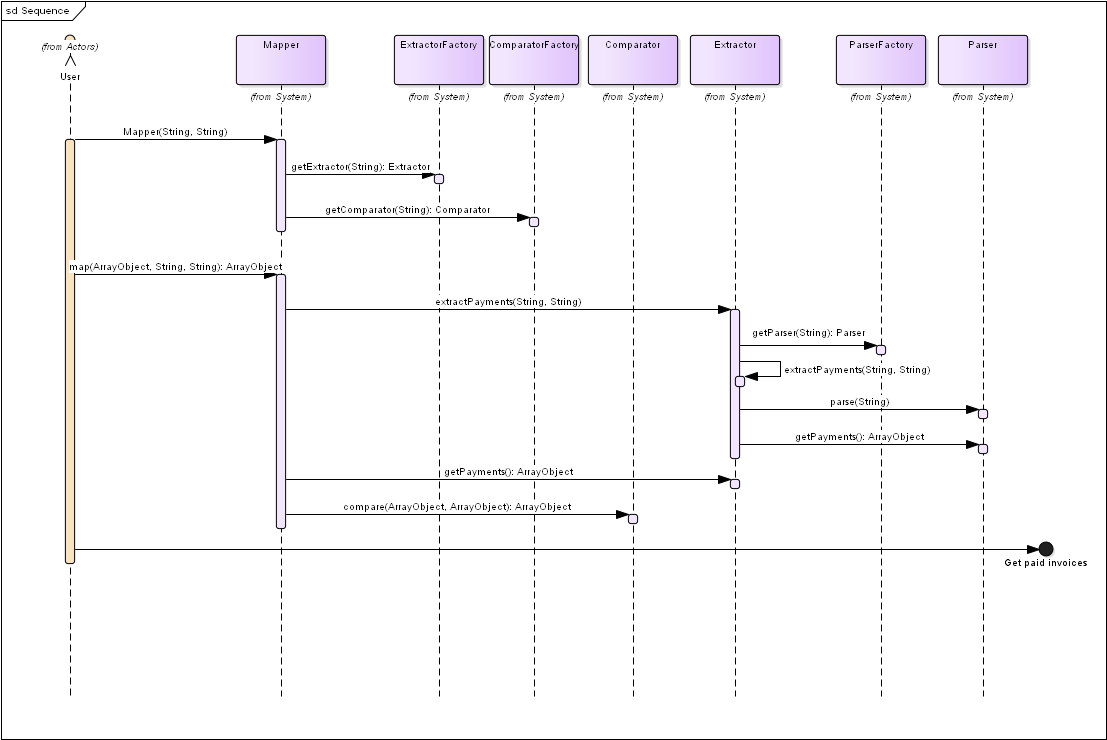 sd Sequence
(from Actors)
User
Mapper
ExtractorFactory
ComparatorFactory
Comparator
Extractor
ParserFactory
Parser
(from System)
(from System)
(from System)
(from System)
(from System)
(from System)
(from System)
Mapper(String, String)
getExtractor(String): Extractor
getComparator(String): Comparator
map(ArrayObject, String, String): ArrayObject
extractPayments(String, String)
getParser(String): Parser
extractPayments(String, String)
parse(String)
getPayments(): ArrayObject
getPayments(): ArrayObject
compare(ArrayObject, ArrayObject): ArrayObject
Get paid invoices